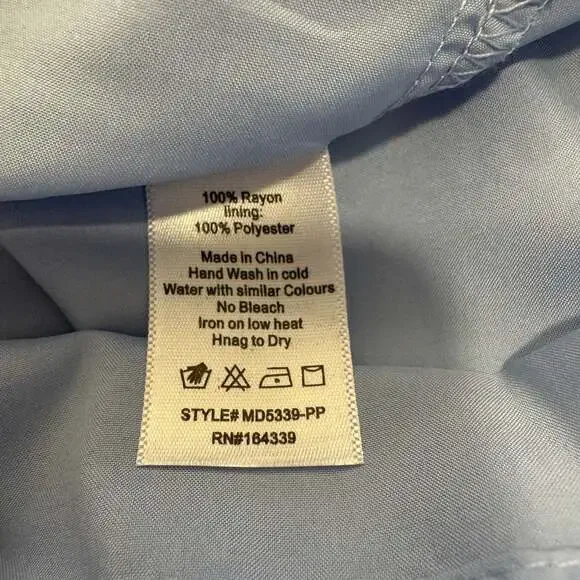 100% Rayon
lining:
100% Polyester
Made in China
Hand Wash in cold
Water with similar Colours
No Bleach
Iron on low heat
Hnag to Dry
STYLE# MD5339-PP
RN#164339